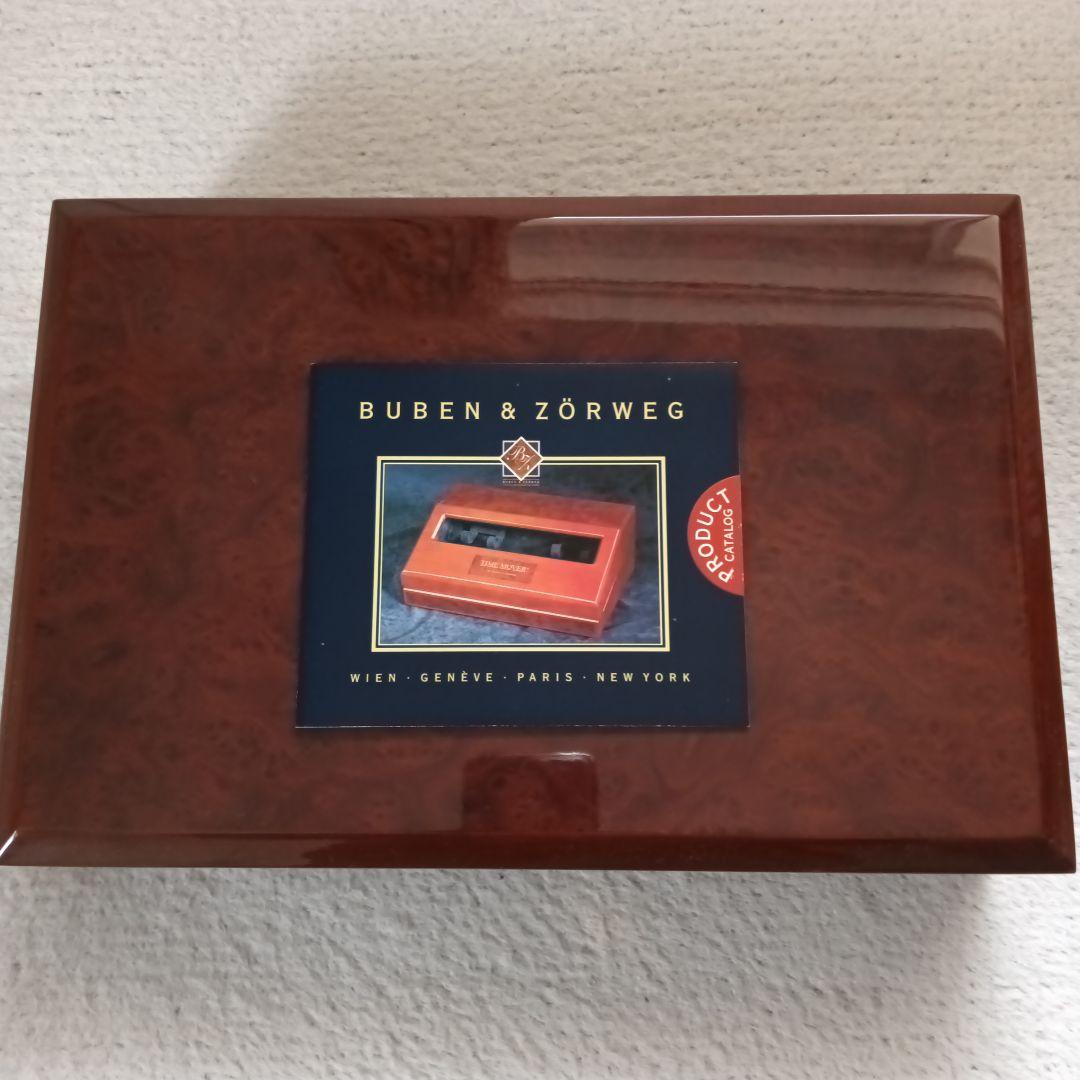 BUBEN & ZÖRWEG
PRODUCT
CATALOG
TIME MOVER
WIEN · GENÈVE · PARIS · NEW YORK